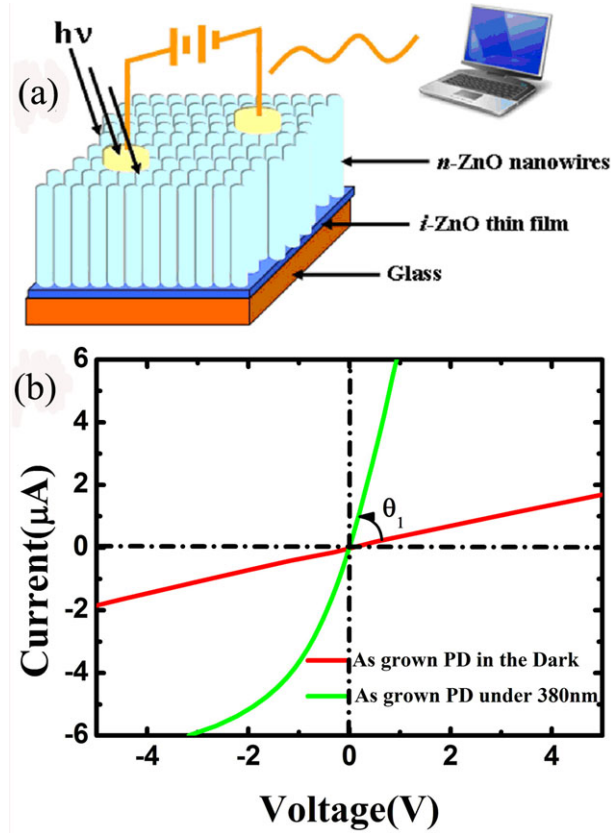 hν
(a)
n-ZnO nanowires
i-ZnO thin film
Glass
(b)
6
4
2
0
-2
-4
-6
Current(μA)
θ1
As grown PD in the Dark
As grown PD under 380nm
-4
-2
0
2
4
Voltage(V)